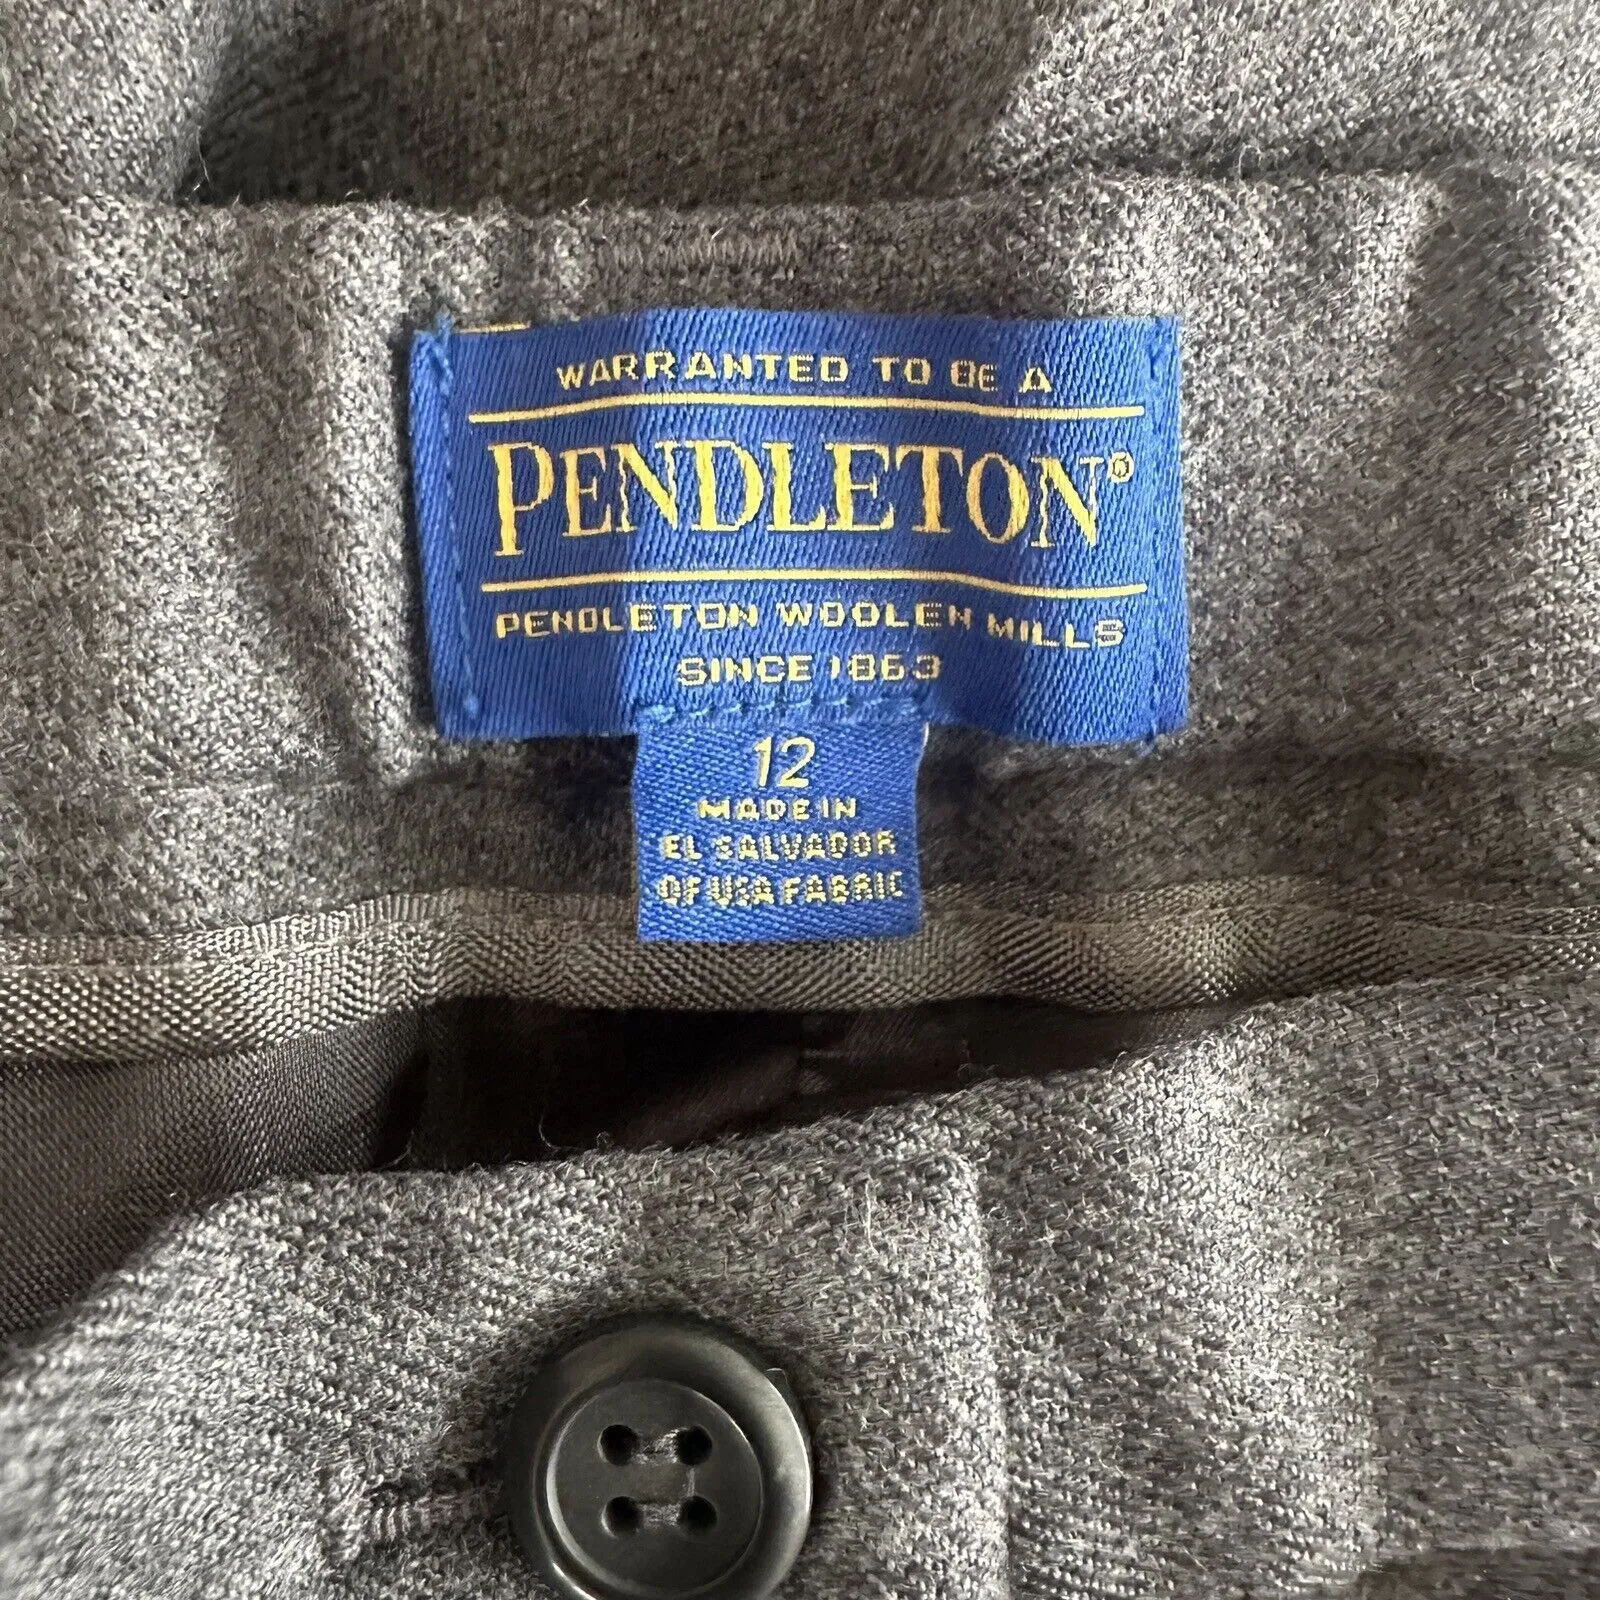 WARRANTED TO BE A
PENDLETON®
PENDLETON WOOLEN MILLS
SINCE 1863
12
MADE IN
EL SALVADOR
OF USA FABRIC